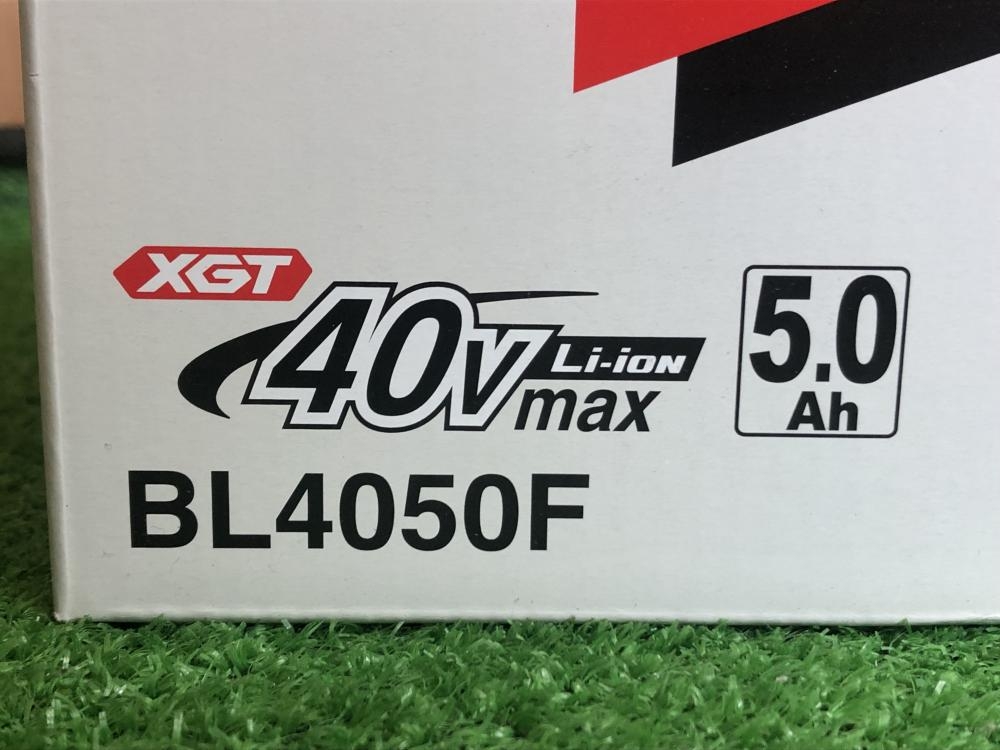 XGT
40v Li-ion
max
5.0
Ah
BL4050F